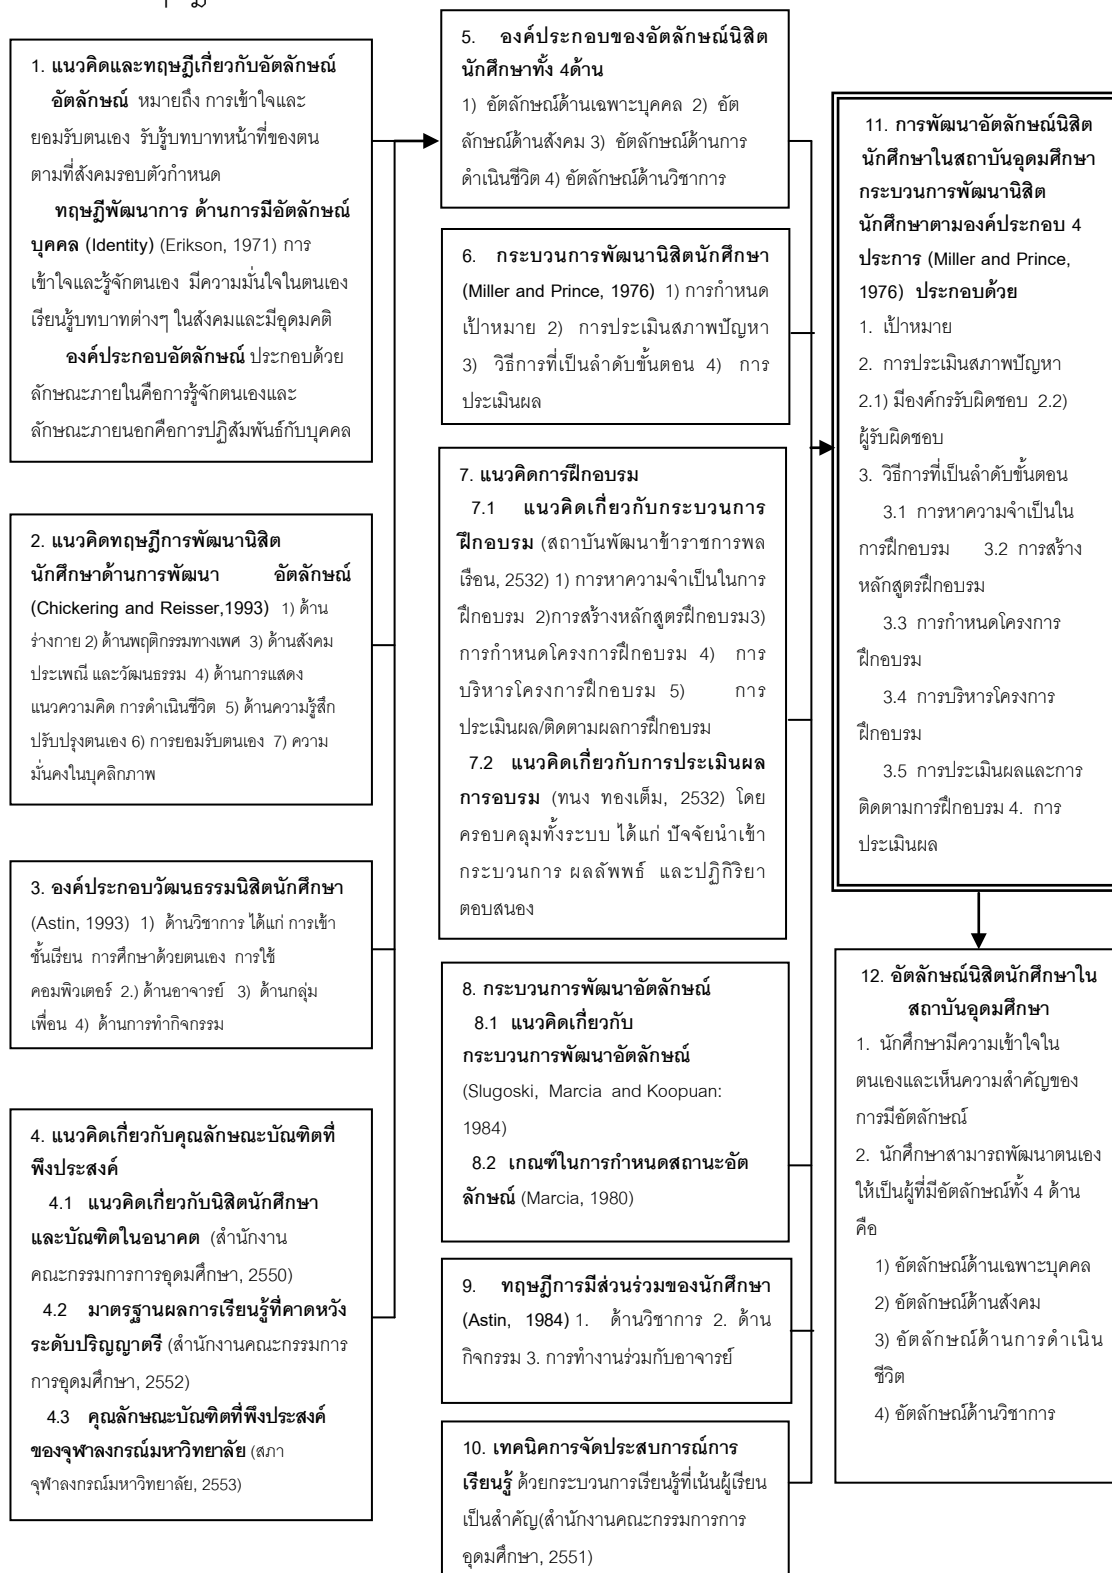 1. แนวคิดและทฤษฎีเกี่ยวกับอัตลักษณ์
อัตลักษณ์ หมายถึง การเข้าใจและ
ยอมรับตนเอง รับรู้บทบาทหน้าที่ของตน
ตามที่สังคมรอบตัวกำหนด
ทฤษฎีพัฒนาการ ด้านการมีอัตลักษณ์
บุคคล (Identity) (Erikson, 1971) การ
เข้าใจและรู้จักตนเอง มีความมั่นใจในตนเอง
เรียนรู้บทบาทต่างๆ ในสังคมและมีอุดมคติ
องค์ประกอบอัตลักษณ์ ประกอบด้วย
ลักษณะภายในคือการรู้จักตนเองและ
ลักษณะภายนอกคือการปฏิสัมพันธ์กับบุคคล
2. แนวคิดทฤษฎีการพัฒนานิสิต
นักศึกษาด้านการพัฒนา อัตลักษณ์
(Chickering and Reisser,1993) 1) ด้าน
ร่างกาย 2) ด้านพฤติกรรมทางเพศ 3) ด้านสังคม
ประเพณี และวัฒนธรรม 4) ด้านการแสดง
แนวความคิด การดำเนินชีวิต 5) ด้านความรู้สึก
ปรับปรุงตนเอง 6) การยอมรับตนเอง 7) ความ
มั่นคงในบุคลิกภาพ
3. องค์ประกอบวัฒนธรรมนิสิตนักศึกษา
(Astin, 1993) 1) ด้านวิชาการ ได้แก่ การเข้า
ชั้นเรียน การศึกษาด้วยตนเอง การใช้
คอมพิวเตอร์ 2.) ด้านอาจารย์ 3) ด้านกลุ่ม
เพื่อน 4) ด้านการทำกิจกรรม
4. แนวคิดเกี่ยวกับคุณลักษณะบัณฑิตที่
พึงประสงค์
4.1 แนวคิดเกี่ยวกับนิสิตนักศึกษา
และบัณฑิตในอนาคต (สำนักงาน
คณะกรรมการการอุดมศึกษา, 2550)
4.2 มาตรฐานผลการเรียนรู้ที่คาดหวัง
ระดับปริญญาตรี (สำนักงานคณะกรรมการ
การอุดมศึกษา, 2552)
4.3 คุณลักษณะบัณฑิตที่พึงประสงค์
ของจุฬาลงกรณ์มหาวิทยาลัย (สภา
จุฬาลงกรณ์มหาวิทยาลัย, 2553)
5. องค์ประกอบของอัตลักษณ์นิสิต
นักศึกษาทั้ง 4ด้าน
1) อัตลักษณ์ด้านเฉพาะบุคคล 2) อัต
ลักษณ์ด้านสังคม 3) อัตลักษณ์ด้านการ
ดำเนินชีวิต 4) อัตลักษณ์ด้านวิชาการ
6. กระบวนการพัฒนานิสิตนักศึกษา
(Miller and Prince, 1976) 1) การกำหนด
เป้าหมาย 2) การประเมินสภาพปัญหา
3) วิธีการที่เป็นลำดับขั้นตอน 4) การ
ประเมินผล
7. แนวคิดการฝึกอบรม
7.1 แนวคิดเกี่ยวกับกระบวนการ
ฝึกอบรม (สถาบันพัฒนาข้าราชการพล
เรือน, 2532) 1) การหาความจำเป็นในการ
ฝึกอบรม 2)การสร้างหลักสูตรฝึกอบรม3)
การกำหนดโครงการฝึกอบรม 4) การ
บริหารโครงการฝึกอบรม 5) การ
ประเมินผล/ติดตามผลการฝึกอบรม
7.2 แนวคิดเกี่ยวกับการประเมินผล
การอบรม (ทนง ทองเต็ม, 2532) โดย
ครอบคลุมทั้งระบบ ได้แก่ ปัจจัยนำเข้า
กระบวนการ ผลลัพพธ์ และปฏิกิริยา
ตอบสนอง
8. กระบวนการพัฒนาอัตลักษณ์
8.1 แนวคิดเกี่ยวกับ
กระบวนการพัฒนาอัตลักษณ์
(Slugoski, Marcia and Koopuan:
1984)
8.2 เกณฑ์ในการกำหนดสถานะอัต
ลักษณ์ (Marcia, 1980)
9. ทฤษฎีการมีส่วนร่วมของนักศึกษา
(Astin, 1984) 1. ด้านวิชาการ 2. ด้าน
กิจกรรม 3. การทำงานร่วมกับอาจารย์
10. เทคนิคการจัดประสบการณ์การ
เรียนรู้ ด้วยกระบวนการเรียนรู้ที่เน้นผู้เรียน
เป็นสำคัญ(สำนักงานคณะกรรมการการ
อุดมศึกษา, 2551)
11. การพัฒนาอัตลักษณ์นิสิต
นักศึกษาในสถาบันอุดมศึกษา
กระบวนการพัฒนานิสิต
นักศึกษาตามองค์ประกอบ 4
ประการ (Miller and Prince,
1976) ประกอบด้วย
1. เป้าหมาย
2. การประเมินสภาพปัญหา
2.1) มีองค์กรรับผิดชอบ 2.2)
ผู้รับผิดชอบ
3. วิธีการที่เป็นลำดับขั้นตอน
3.1 การหาความจำเป็นใน
การฝึกอบรม 3.2 การสร้าง
หลักสูตรฝึกอบรม
3.3 การกำหนดโครงการ
ฝึกอบรม
3.4 การบริหารโครงการ
ฝึกอบรม
3.5 การประเมินผลและการ
ติดตามการฝึกอบรม 4. การ
ประเมินผล
12. อัตลักษณ์นิสิตนักศึกษาใน
สถาบันอุดมศึกษา
1. นักศึกษามีความเข้าใจใน
ตนเองและเห็นความสำคัญของ
การมีอัตลักษณ์
2. นักศึกษาสามารถพัฒนาตนเอง
ให้เป็นผู้ที่มีอัตลักษณ์ทั้ง 4 ด้าน
คือ
1) อัตลักษณ์ด้านเฉพาะบุคคล
2) อัตลักษณ์ด้านสังคม
3) อัตลักษณ์ด้านการดำเนิน
ชีวิต
4) อัตลักษณ์ด้านวิชาการ